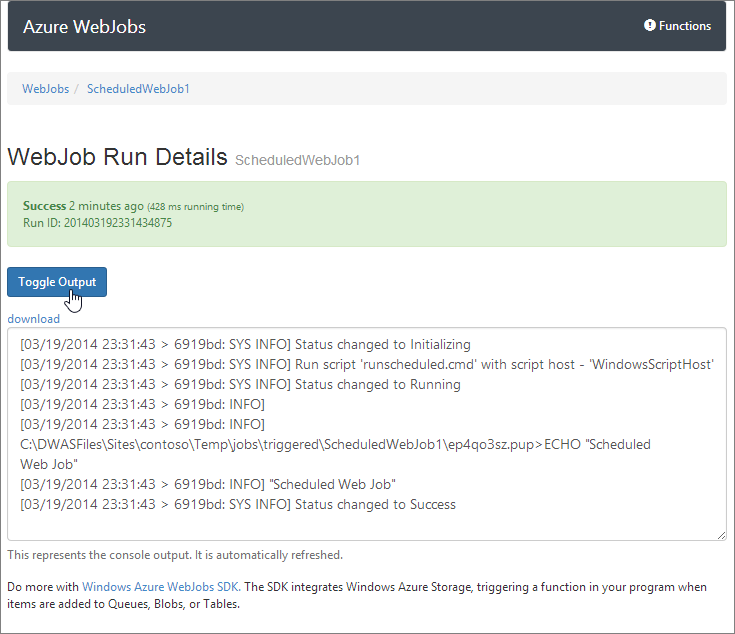 Azure WebJobs
Functions
WebJobs / ScheduledWebJob1
WebJob Run Details ScheduledWebJob1
Success 2 minutes ago (428 ms running time)
Run ID: 201403192331434875
Toggle Output
download
[03/19/2014 23:31:43 > 6919bd: SYS INFO] Status changed to Initializing
[03/19/2014 23:31:43 > 6919bd: SYS INFO] Run script 'runscheduled.cmd' with script host - 'WindowsScriptHost'
[03/19/2014 23:31:43 > 6919bd: SYS INFO] Status changed to Running
[03/19/2014 23:31:43 > 6919bd: INFO]
[03/19/2014 23:31:43 > 6919bd: INFO]
C:\DWASFiles\Sites\contoso\Temp\jobs\triggered\ScheduledWebJob1\ep4qo3sz.pup>ECHO "Scheduled
Web Job"
[03/19/2014 23:31:43 > 6919bd: INFO] "Scheduled Web Job"
[03/19/2014 23:31:43 > 6919bd: SYS INFO] Status changed to Success
This represents the console output. It is automatically refreshed.
Do more with Windows Azure WebJobs SDK. The SDK integrates Windows Azure Storage, triggering a function in your program when
items are added to Queues, Blobs, or Tables.